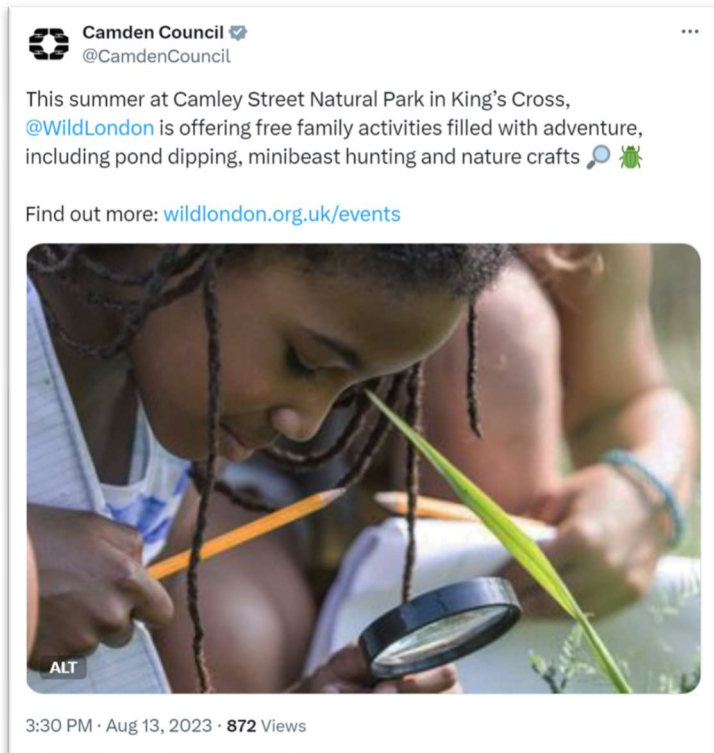 Camden Council
@CamdenCouncil
This summer at Camley Street Natural Park in King’s Cross,
@WildLondon is offering free family activities filled with adventure,
including pond dipping, minibeast hunting and nature crafts 🔎 🪲
Find out more: wildlondon.org.uk/events
ALT
3:30 PM · Aug 13, 2023 · 872 Views